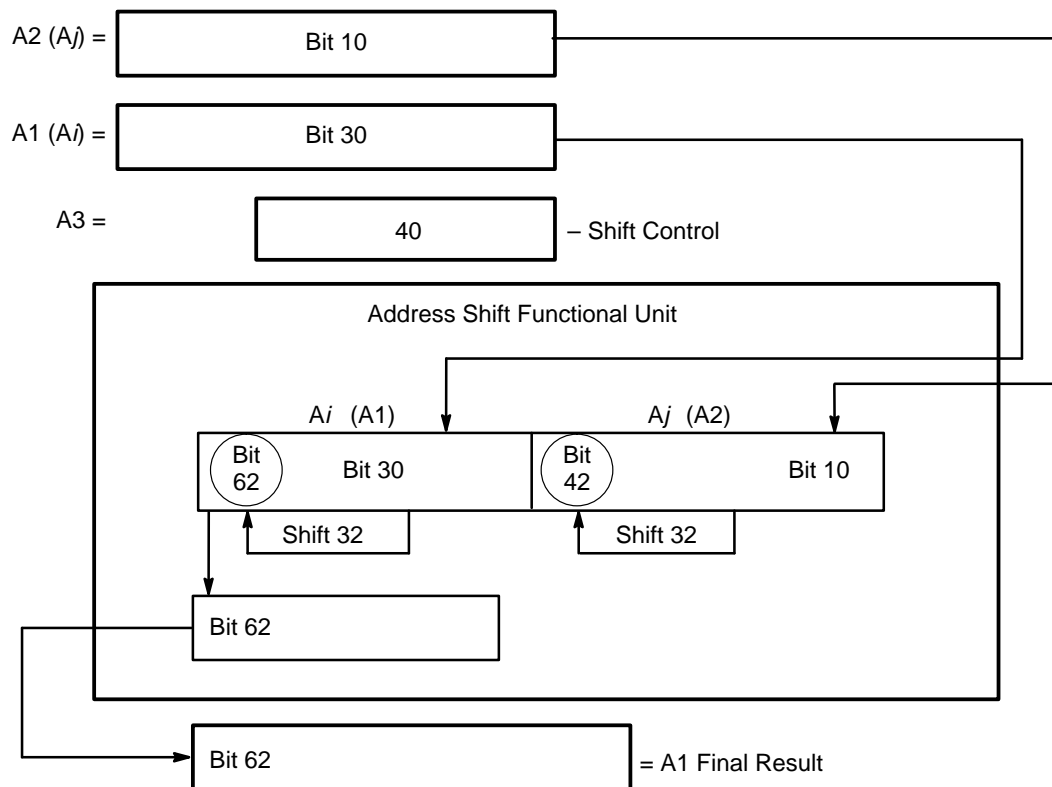 A2 (Aj) =
Bit 10
A1 (Ai) =
Bit 30
A3 =
40
– Shift Control
Address Shift Functional Unit
Ai (A1)
Aj (A2)
Bit
62
Bit 30
Bit
42
Bit 10
Shift 32
Shift 32
Bit 62
Bit 62
= A1 Final Result